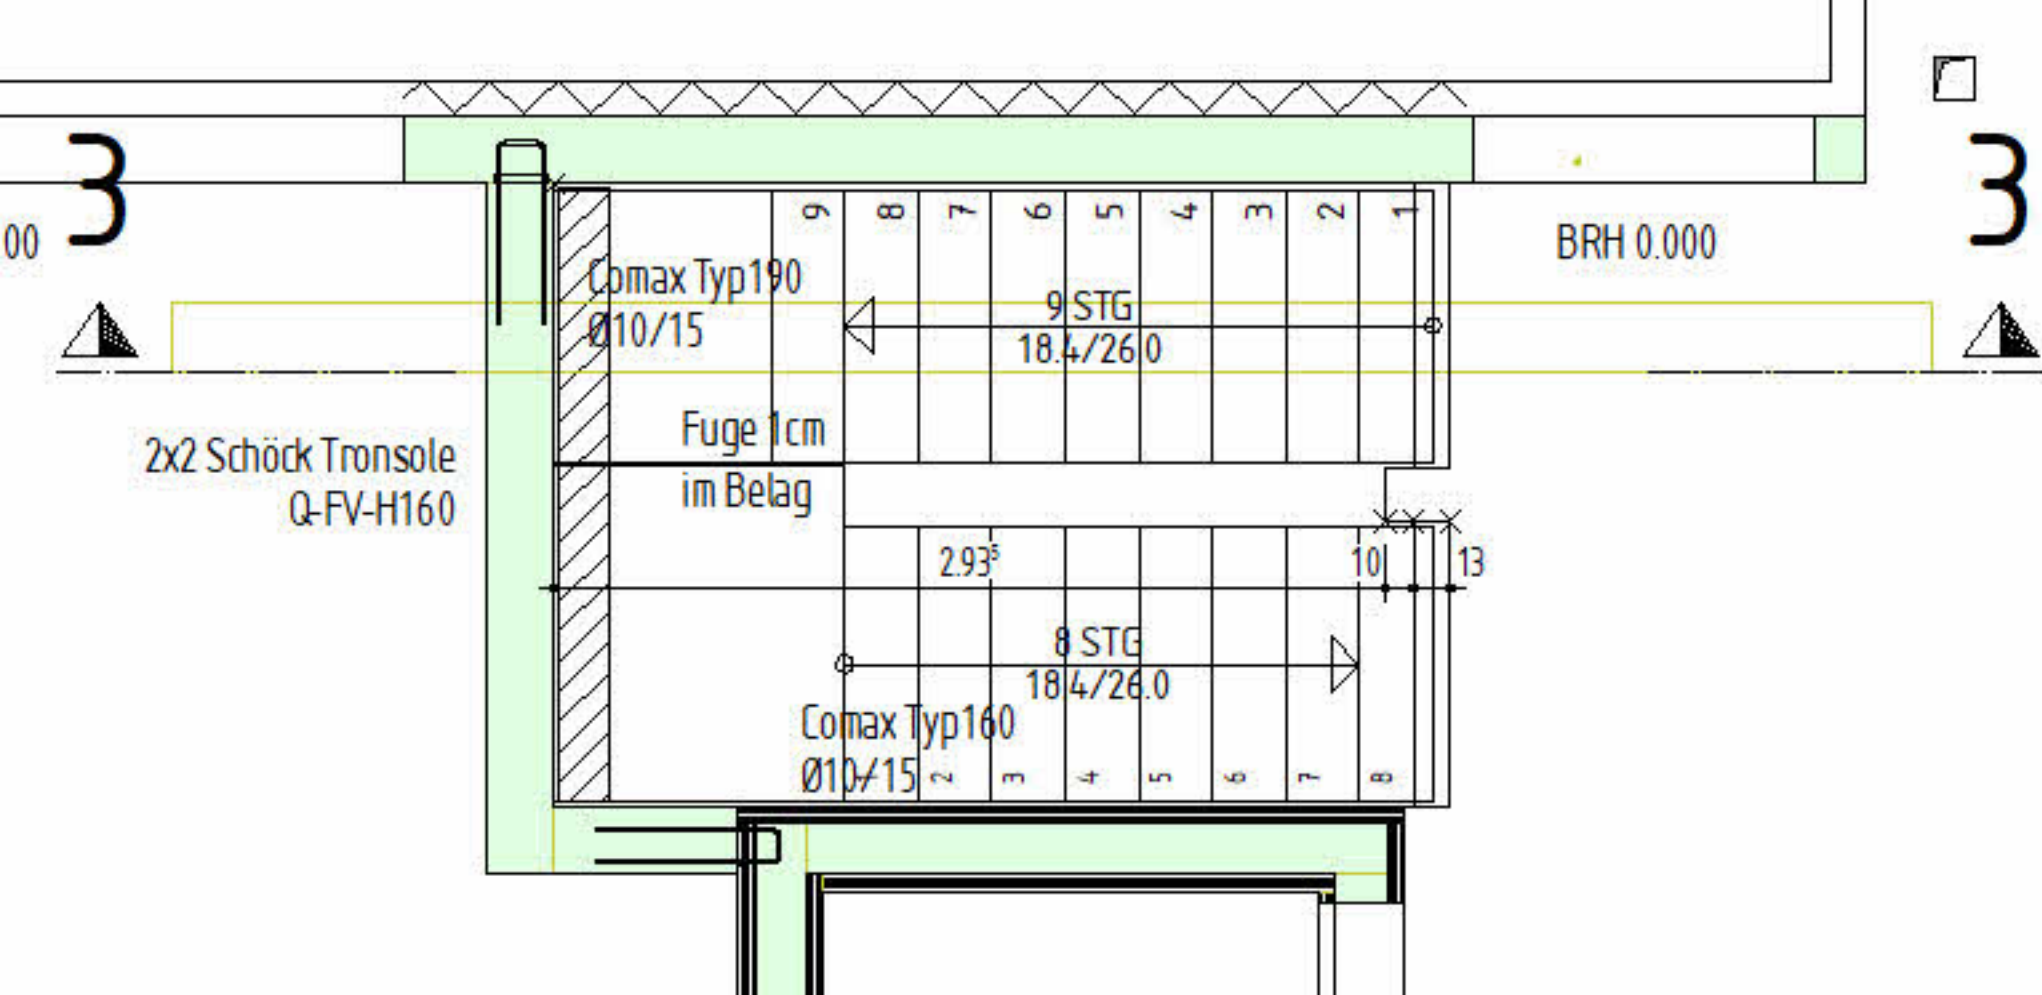 3
3
00
BRH 0.000
9
8
7
6
5
4
3
2
1
Comax Typ190
Ø10/15
9 STG
18.4/26.0
2x2 Schöck Tronsole
Q-FV-H160
Fuge 1cm
im Belag
2.93⁵
10
13
8 STG
18.4/26.0
Comax Typ160
Ø10/15
2
3
4
5
6
7
8